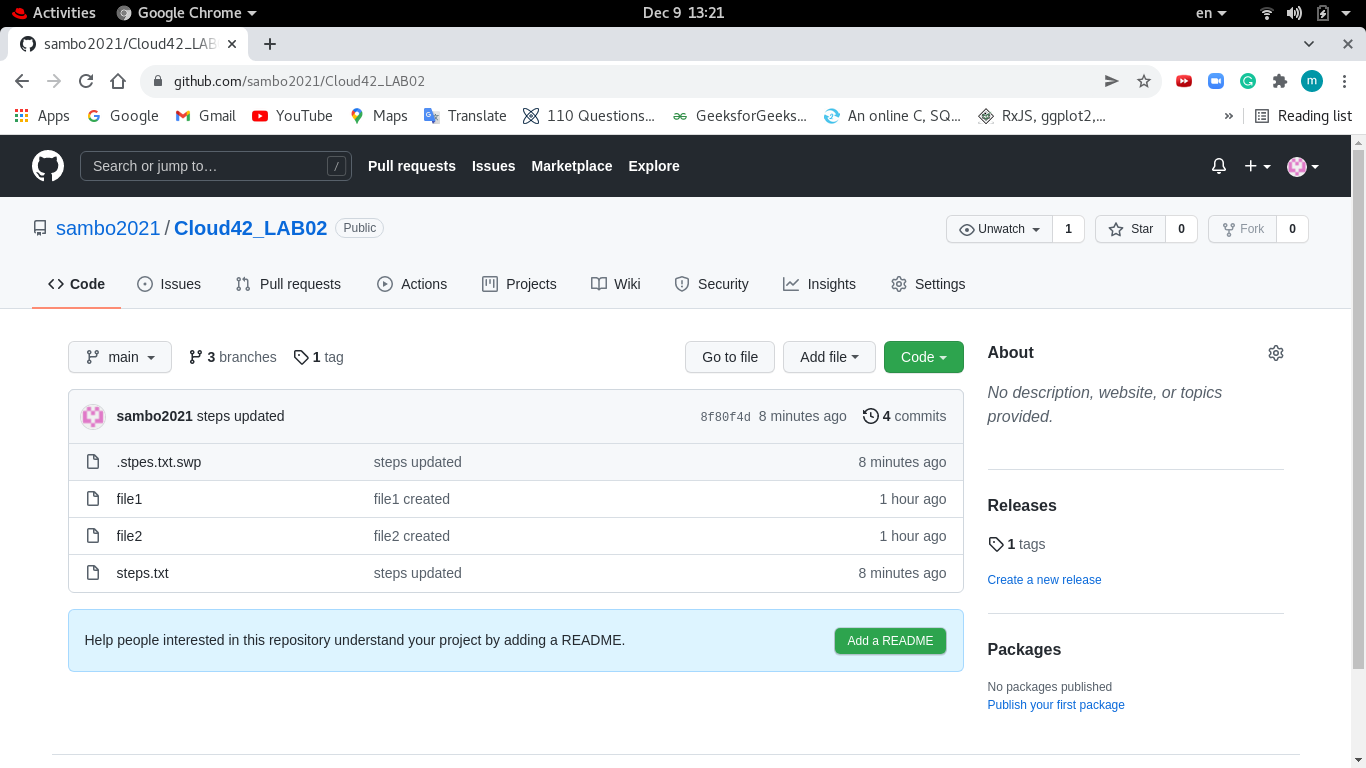 Activities Google Chrome Dec 9 13:21 en
sambo2021/Cloud42_LAB
github.com/sambo2021/Cloud42_LAB02 m
Apps Google Gmail YouTube Maps Translate 110 Questions... GeeksforGeeks... An online C, SQ... RxJS, ggplot2,... » Reading list
Search or jump to... / Pull requests Issues Marketplace Explore
sambo2021 / Cloud42_LAB02 Public Unwatch 1 Star 0 Fork 0
Code Issues Pull requests Actions Projects Wiki Security Insights Settings
main 3 branches 1 tag Go to file Add file Code
sambo2021 steps updated 8f80f4d 8 minutes ago 4 commits
.stpes.txt.swp steps updated 8 minutes ago
file1 file1 created 1 hour ago
file2 file2 created 1 hour ago
steps.txt steps updated 8 minutes ago
Help people interested in this repository understand your project by adding a README. Add a README
About
No description, website, or topics
provided.
Releases
1 tags
Create a new release
Packages
No packages published
Publish your first package